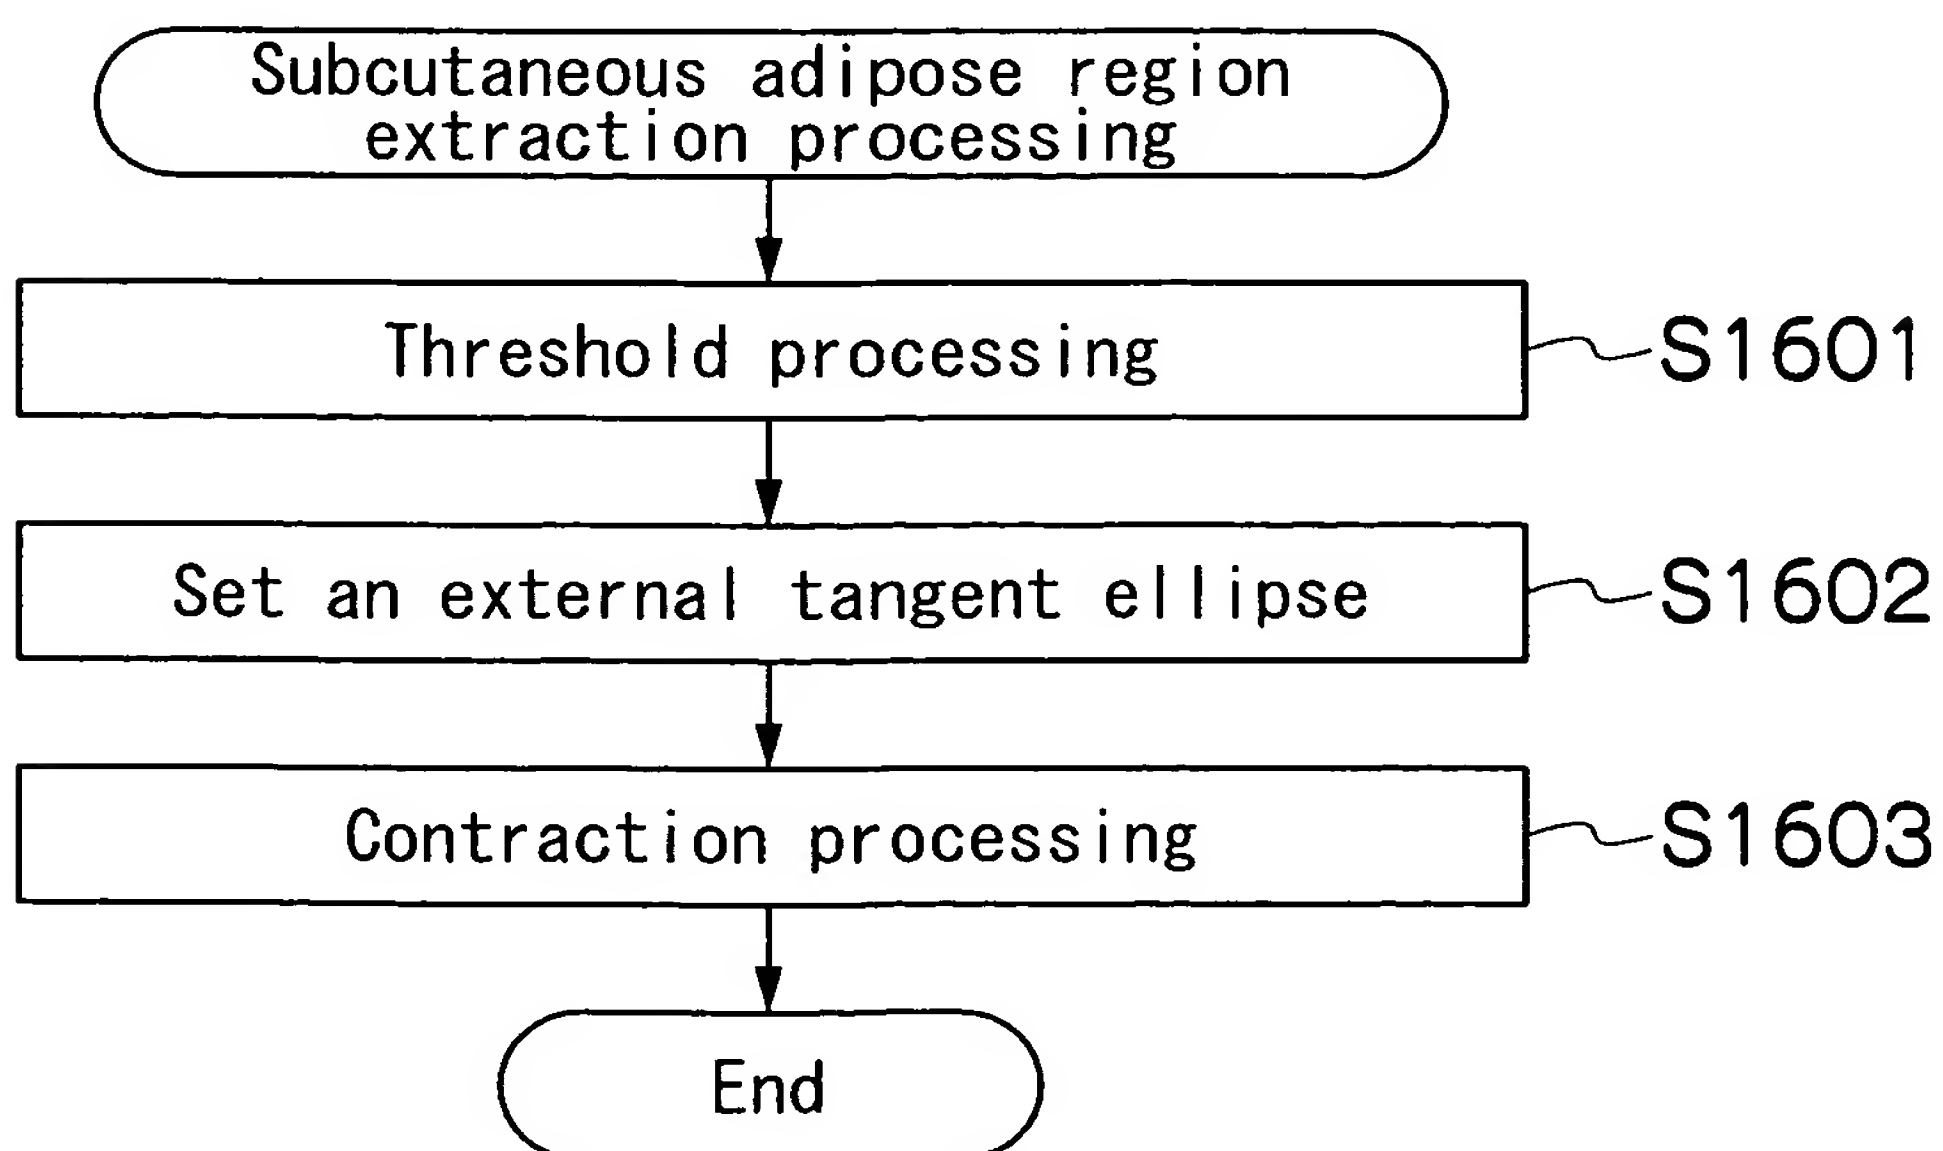 Subcutaneous adipose region
extraction processing
Threshold processing
S1601
Set an external tangent ellipse
S1602
Contraction processing
S1603
End